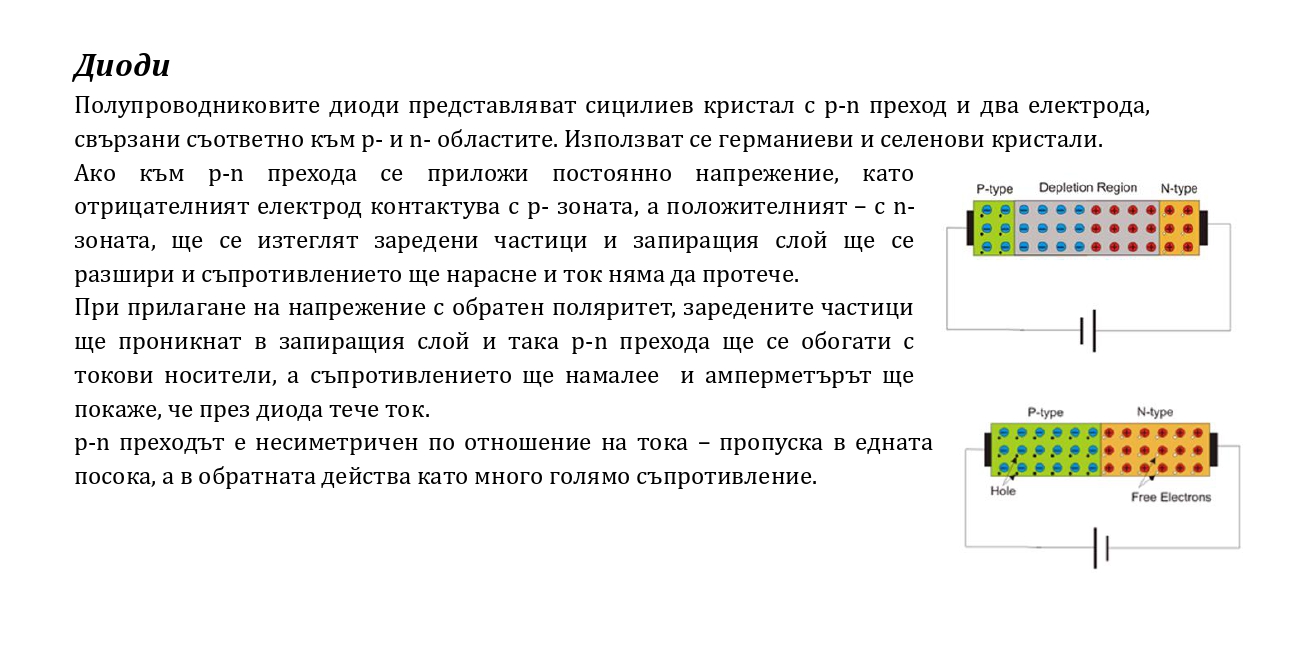 Диоди
Полупроводниковите диоди представляват сицилиев кристал с p-n преход и два електрода,
свързани съответно към p- и n- областите. Използват се германиеви и селенови кристали.
Ако към p-n прехода се приложи постоянно напрежение, като
отрицателният електрод контактува с p- зоната, а положителният – с n-
зоната, ще се изтеглят заредени частици и запиращия слой ще се
разшири и съпротивлението ще нарасне и ток няма да протече.
При прилагане на напрежение с обратен поляритет, заредените частици
ще проникнат в запиращия слой и така p-n прехода ще се обогати с
токови носители, а съпротивлението ще намалее и амперметърът ще
покаже, че през диода тече ток.
p-n преходът е несиметричен по отношение на тока – пропуска в едната
посока, а в обратната действа като много голямо съпротивление.
P-type Depletion Region N-type
P-type N-type
Hole
Free Electrons